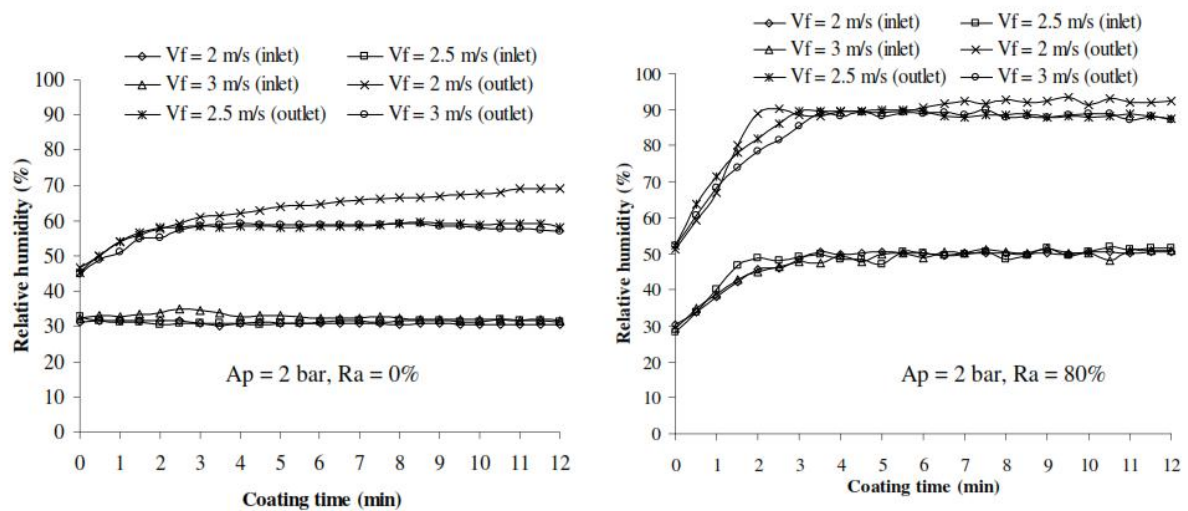 Vf = 2 m/s (inlet) Vf = 2.5 m/s (inlet)
Vf = 3 m/s (inlet) Vf = 2 m/s (outlet)
Vf = 2.5 m/s (outlet) Vf = 3 m/s (outlet)
Relative humidity (%)
100
90
80
70
60
50
40
30
20
10
0
Ap = 2 bar, Ra = 0%
0 1 2 3 4 5 6 7 8 9 10 11 12
Coating time (min)
Vf = 2 m/s (inlet) Vf = 2.5 m/s (inlet)
Vf = 3 m/s (inlet) Vf = 2 m/s (outlet)
Vf = 2.5 m/s (outlet) Vf = 3 m/s (outlet)
Relative humidity (%)
100
90
80
70
60
50
40
30
20
10
0
Ap = 2 bar, Ra = 80%
0 1 2 3 4 5 6 7 8 9 10 11 12
Coating time (min)